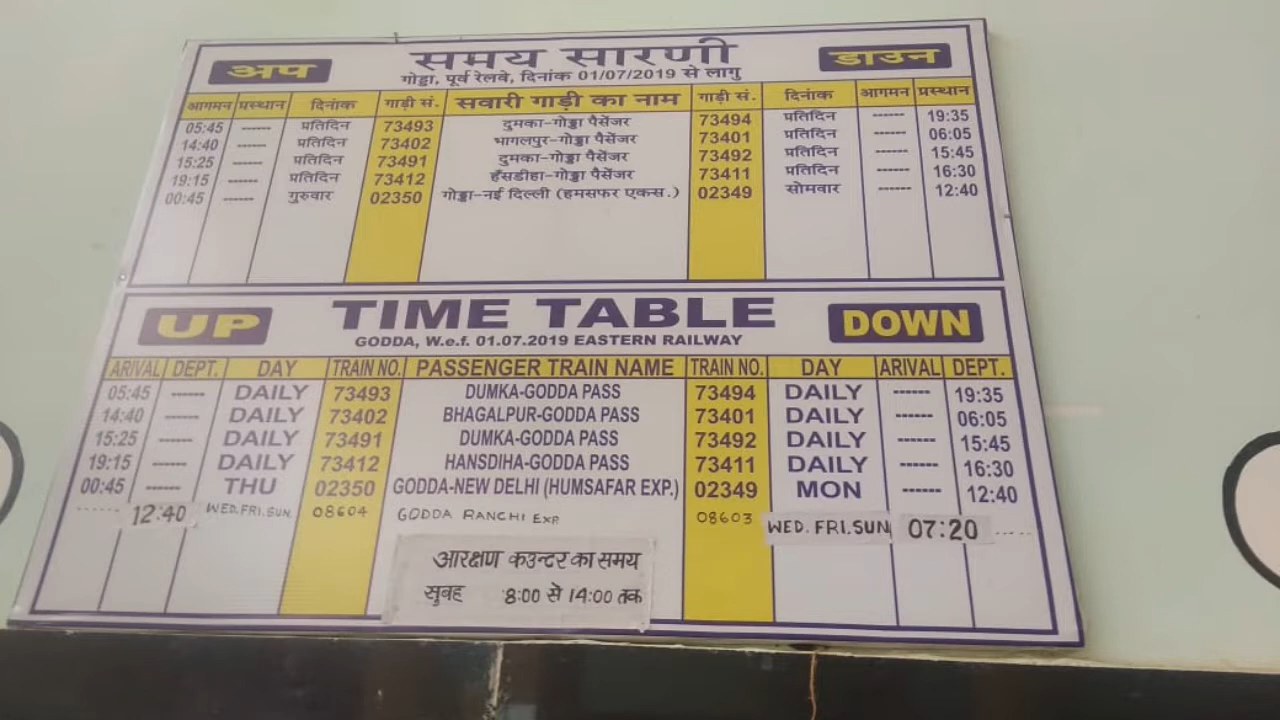 अप समय सारणी डाउन
गोड्डा, पूर्व रेलवे, दिनांक 01/07/2019 से लागु
आगमन प्रस्थान दिनांक गाड़ी सं. सवारी गाड़ी का नाम गाड़ी सं. दिनांक आगमन प्रस्थान
05:45 ------ प्रतिदिन 73493 दुमका-गोड्डा पैसेंजर 73494 प्रतिदिन ------ 19:35
14:40 ------ प्रतिदिन 73402 भागलपुर-गोड्डा पैसेंजर 73401 प्रतिदिन ------ 06:05
15:25 ------ प्रतिदिन 73491 दुमका-गोड्डा पैसेंजर 73492 प्रतिदिन ------ 15:45
19:15 ------ प्रतिदिन 73412 हँसडीहा-गोड्डा पैसेंजर 73411 प्रतिदिन ------ 16:30
00:45 ------ गुरुवार 02350 गोड्डा-नई दिल्ली (हमसफर एकस.) 02349 सोमवार ------ 12:40
UP TIME TABLE DOWN
GODDA, W.e.f. 01.07.2019 EASTERN RAILWAY
ARIVAL DEPT. DAY TRAIN NO. PASSENGER TRAIN NAME TRAIN NO. DAY ARIVAL DEPT.
05:45 ------ DAILY 73493 DUMKA-GODDA PASS 73494 DAILY ------ 19:35
14:40 ------ DAILY 73402 BHAGALPUR-GODDA PASS 73401 DAILY ------ 06:05
15:25 ------ DAILY 73491 DUMKA-GODDA PASS 73492 DAILY ------ 15:45
19:15 ------ DAILY 73412 HANSDIHA-GODDA PASS 73411 DAILY ------ 16:30
00:45 ------ THU 02350 GODDA-NEW DELHI (HUMSAFAR EXP.) 02349 MON ------ 12:40
------ 12:40 WED. FRI. SUN. 08604 GODDA RANCHI EXP. 08603 WED. FRI. SUN 07:20 -----
आरक्षण कउन्टर का समय
सुबह 8:00 से 14:00 तक